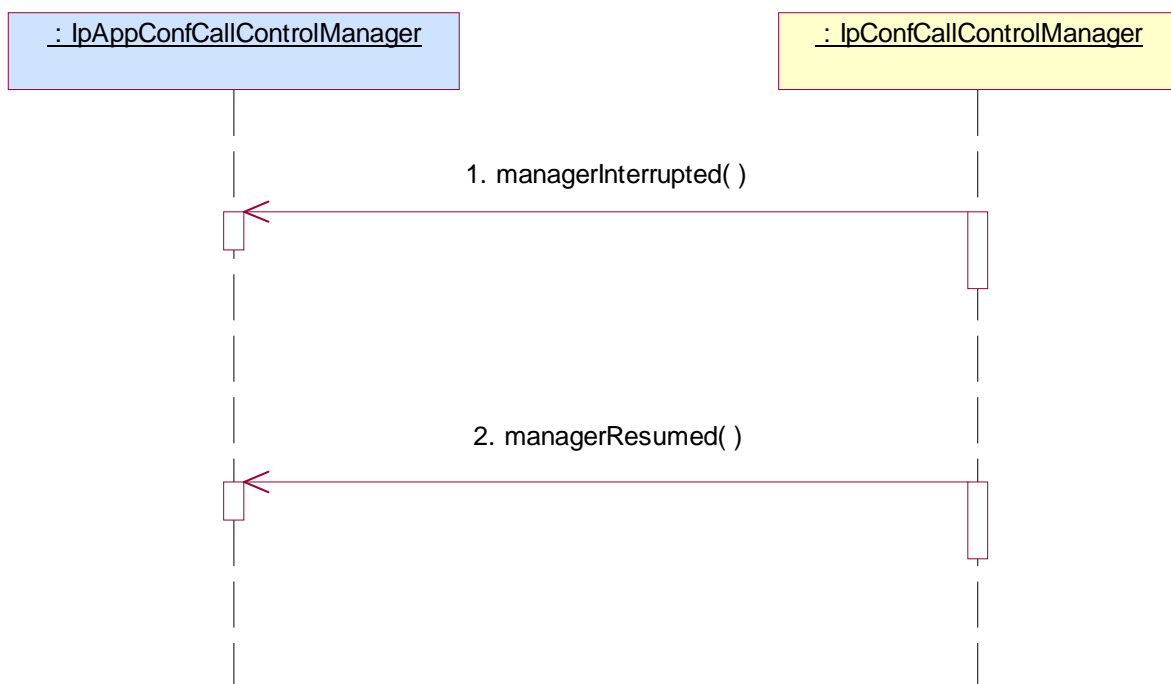 : IpAppConfCallControlManager
: IpConfCallControlManager
1. managerInterrupted( )
2. managerResumed( )